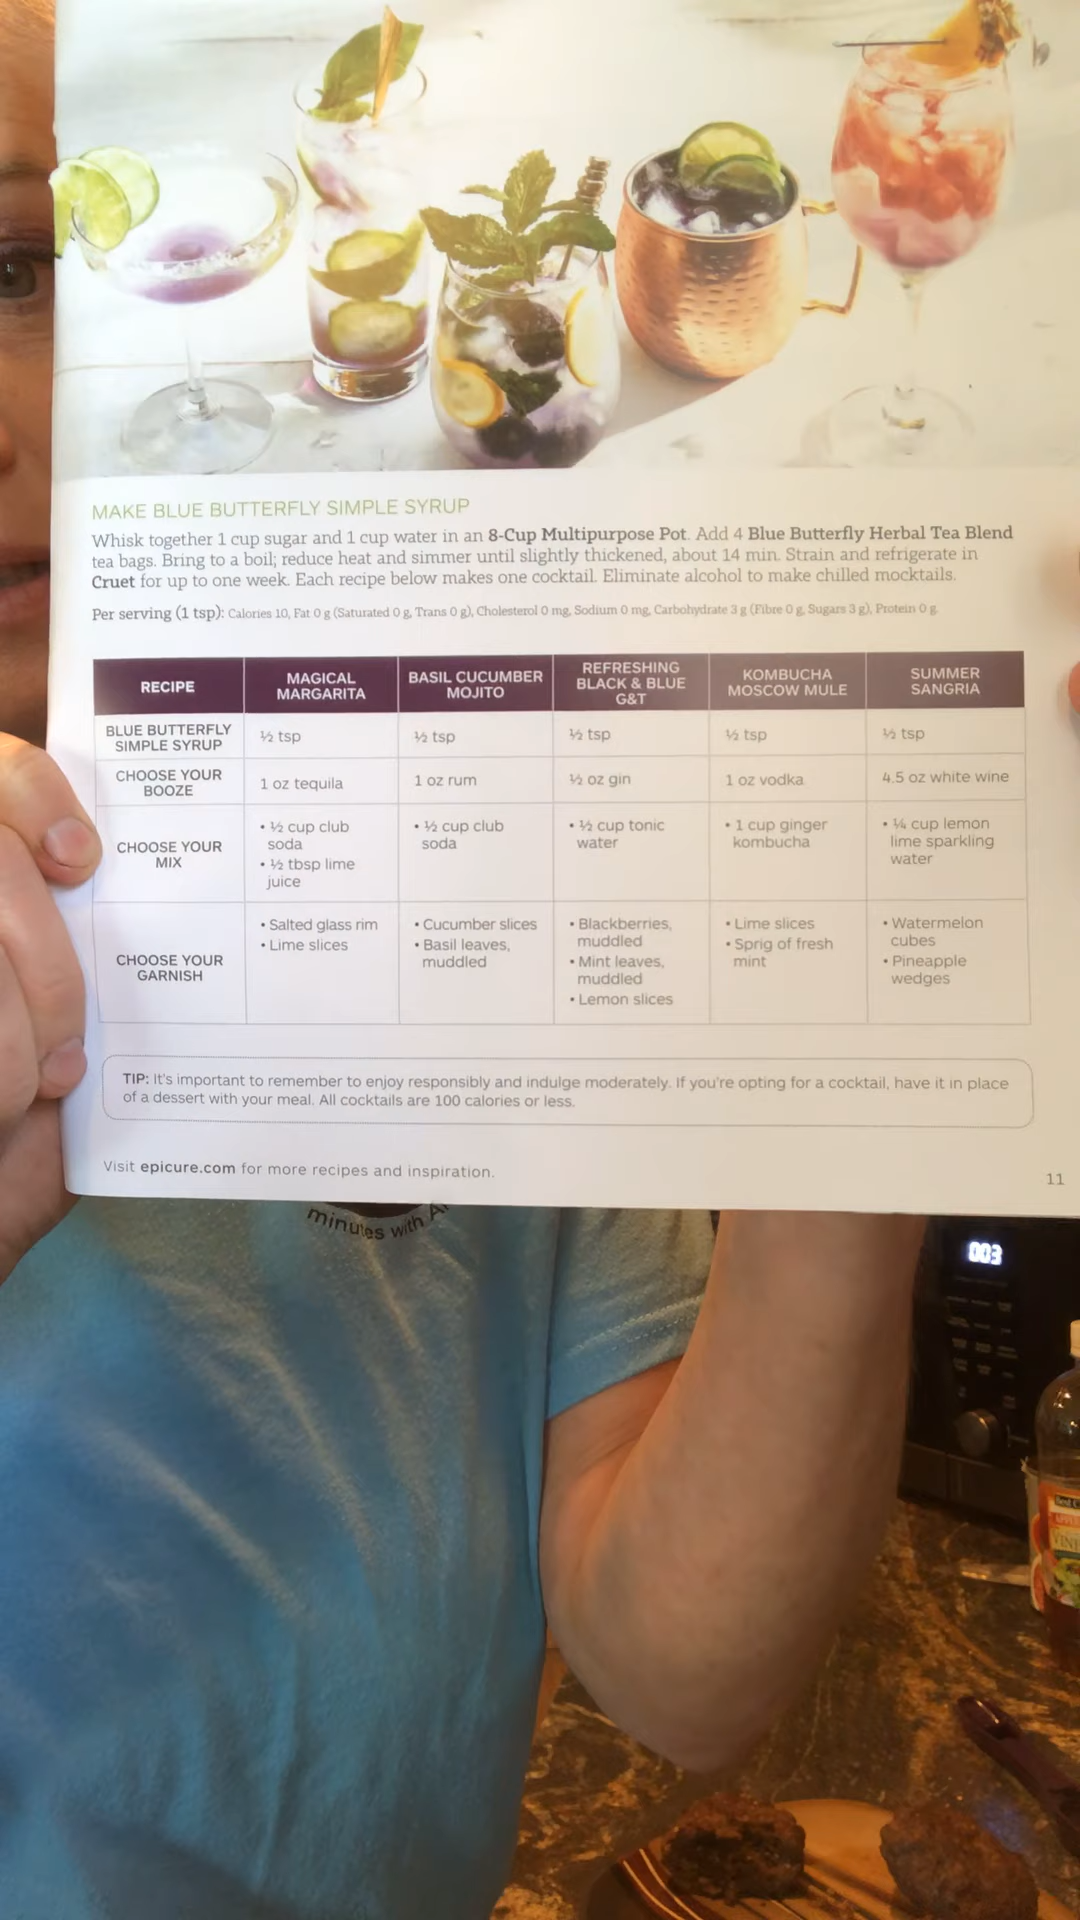 MAKE BLUE BUTTERFLY SIMPLE SYRUP
Whisk together 1 cup sugar and 1 cup water in an 8-Cup Multipurpose Pot. Add 4 Blue Butterfly Herbal Tea Blend
tea bags. Bring to a boil; reduce heat and simmer until slightly thickened, about 14 min. Strain and refrigerate in
Cruet for up to one week. Each recipe below makes one cocktail. Eliminate alcohol to make chilled mocktails.
Per serving (1 tsp): Calories 10, Fat 0 g (Saturated 0 g, Trans 0 g), Cholesterol 0 mg, Sodium 0 mg, Carbohydrate 3 g (Fibre 0 g, Sugars 3 g), Protein 0 g.
RECIPE
MAGICAL
MARGARITA
BASIL CUCUMBER
MOJITO
REFRESHING
BLACK & BLUE
G&T
KOMBUCHA
MOSCOW MULE
SUMMER
SANGRIA
BLUE BUTTERFLY
SIMPLE SYRUP
½ tsp
½ tsp
½ tsp
½ tsp
½ tsp
CHOOSE YOUR
BOOZE
1 oz tequila
1 oz rum
½ oz gin
1 oz vodka
4.5 oz white wine
CHOOSE YOUR
MIX
• ½ cup club
soda
• ½ tbsp lime
juice
• ½ cup club
soda
• ½ cup tonic
water
• 1 cup ginger
kombucha
• ¼ cup lemon
lime sparkling
water
CHOOSE YOUR
GARNISH
• Salted glass rim
• Lime slices
• Cucumber slices
• Basil leaves,
muddled
• Blackberries,
muddled
• Mint leaves,
muddled
• Lemon slices
• Lime slices
• Sprig of fresh
mint
• Watermelon
cubes
• Pineapple
wedges
TIP: It's important to remember to enjoy responsibly and indulge moderately. If you're opting for a cocktail, have it in place
of a dessert with your meal. All cocktails are 100 calories or less.
Visit epicure.com for more recipes and inspiration.
11
minutes with
003